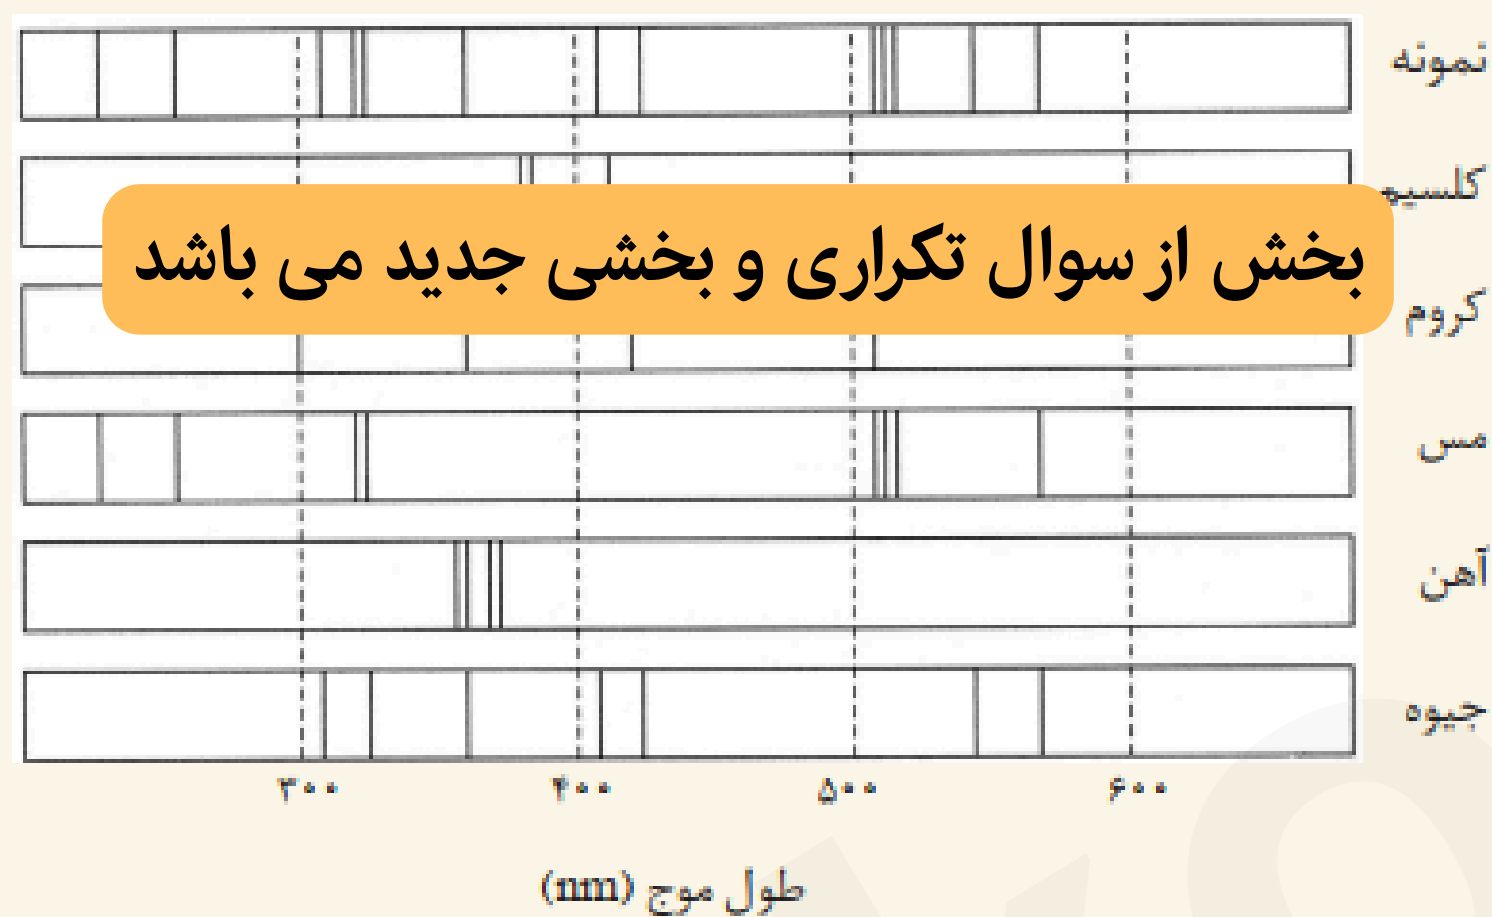 نمونه
کلسیم
بخش از سوال تکراری و بخشی جدید می باشد
کروم
مس
آهن
جیوه
۳۰۰ ۴۰۰ ۵۰۰ ۶۰۰
طول موج (nm)